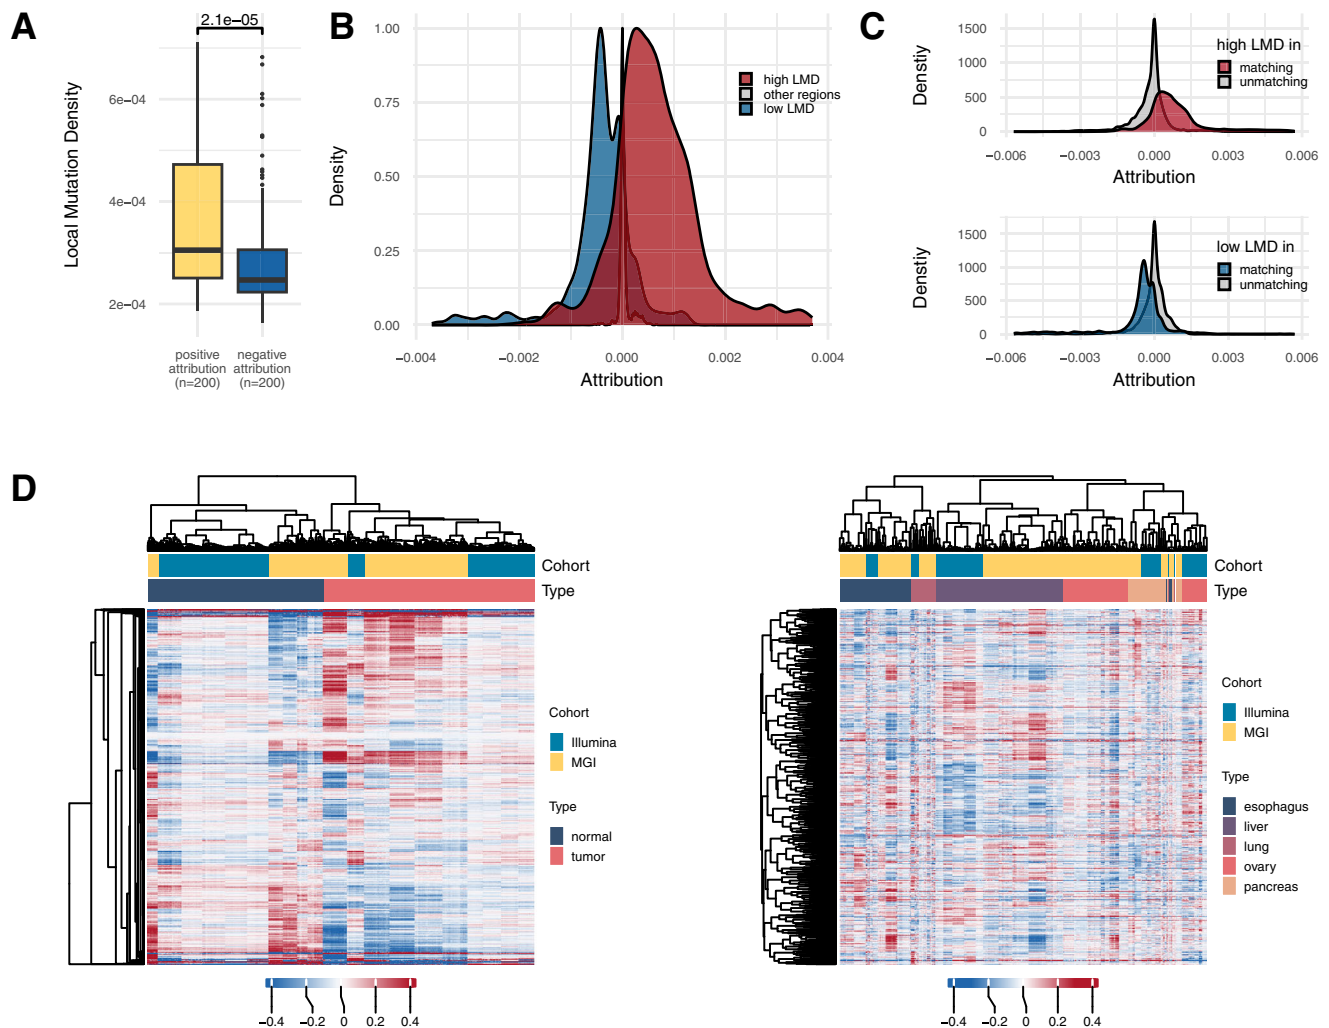 A
2.1e−05
Local Mutation Density
6e−04
4e−04
2e−04
positive attribution (n=200)
negative attribution (n=200)
B
Density
1.00
0.75
0.50
0.25
0.00
high LMD
other regions
low LMD
−0.004
−0.002
0.000
0.002
0.004
Attribution
C
Denstiy
1500
1000
500
0
high LMD in
matching
unmatching
−0.006
−0.003
0.000
0.003
0.006
Attribution
Denstiy
1500
1000
500
0
low LMD in
matching
unmatching
−0.006
−0.003
0.000
0.003
0.006
Attribution
D
Cohort
Type
Cohort
Illumina
MGI
Type
normal
tumor
−0.4
−0.2
0
0.2
0.4
Cohort
Type
Cohort
Illumina
MGI
Type
esophagus
liver
lung
ovary
pancreas
−0.4
−0.2
0
0.2
0.4